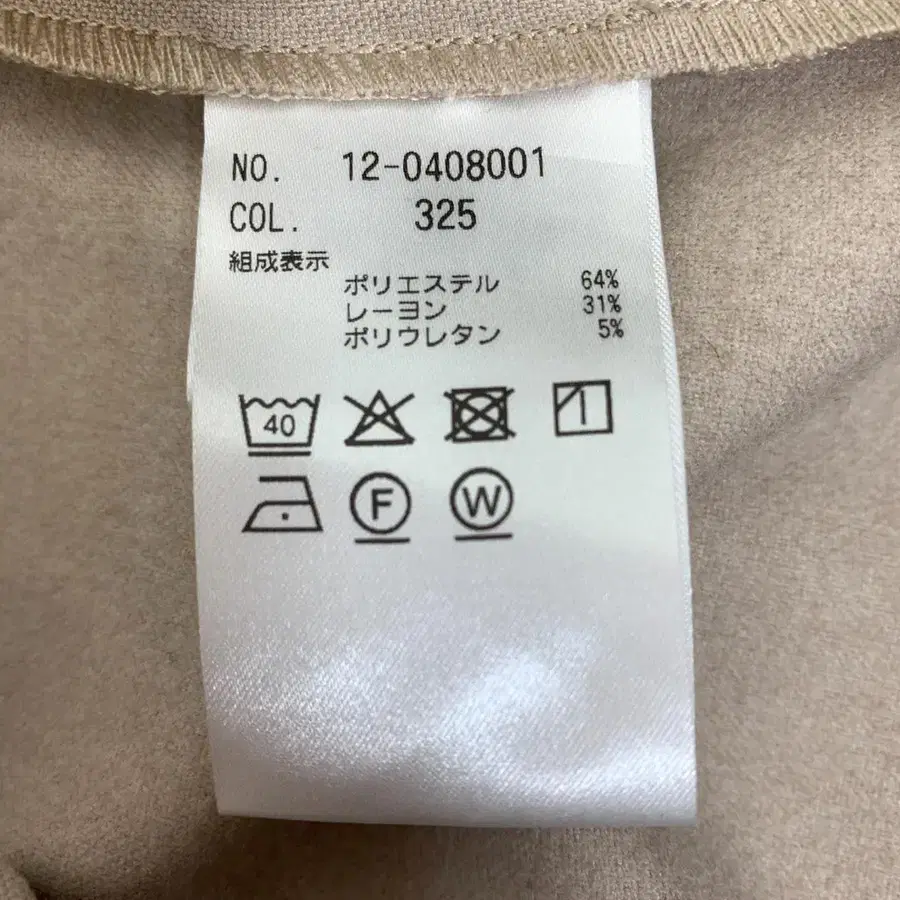 NO. 12-0408001
COL. 325
組成表示
ポリエステル 64%
レーヨン 31%
ポリウレタン 5%
40
F W